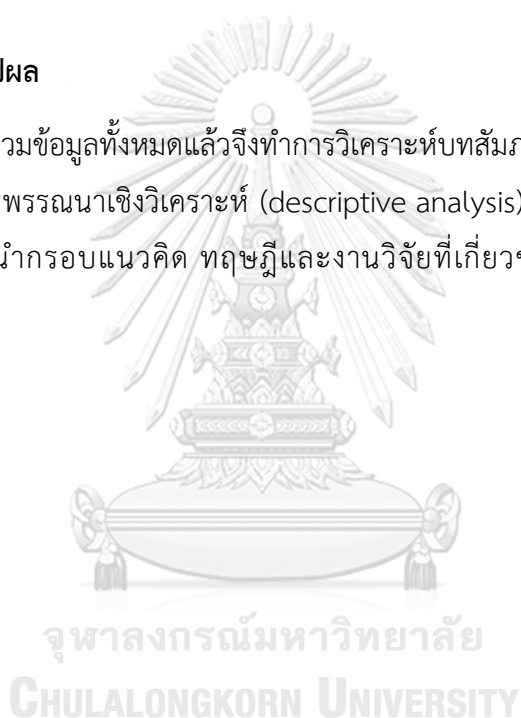 ปผล
วมข้อมูลทั้งหมดแล้วจึงทำการวิเคราะห์บทสัมภ
รพรรณนาเชิงวิเคราะห์ (descriptive analysis)
นำกรอบแนวคิด ทฤษฎีและงานวิจัยที่เกี่ยวข
จุฬาลงกรณ์มหาวิทยาลัย
CHULALONGKORN UNIVERSITY